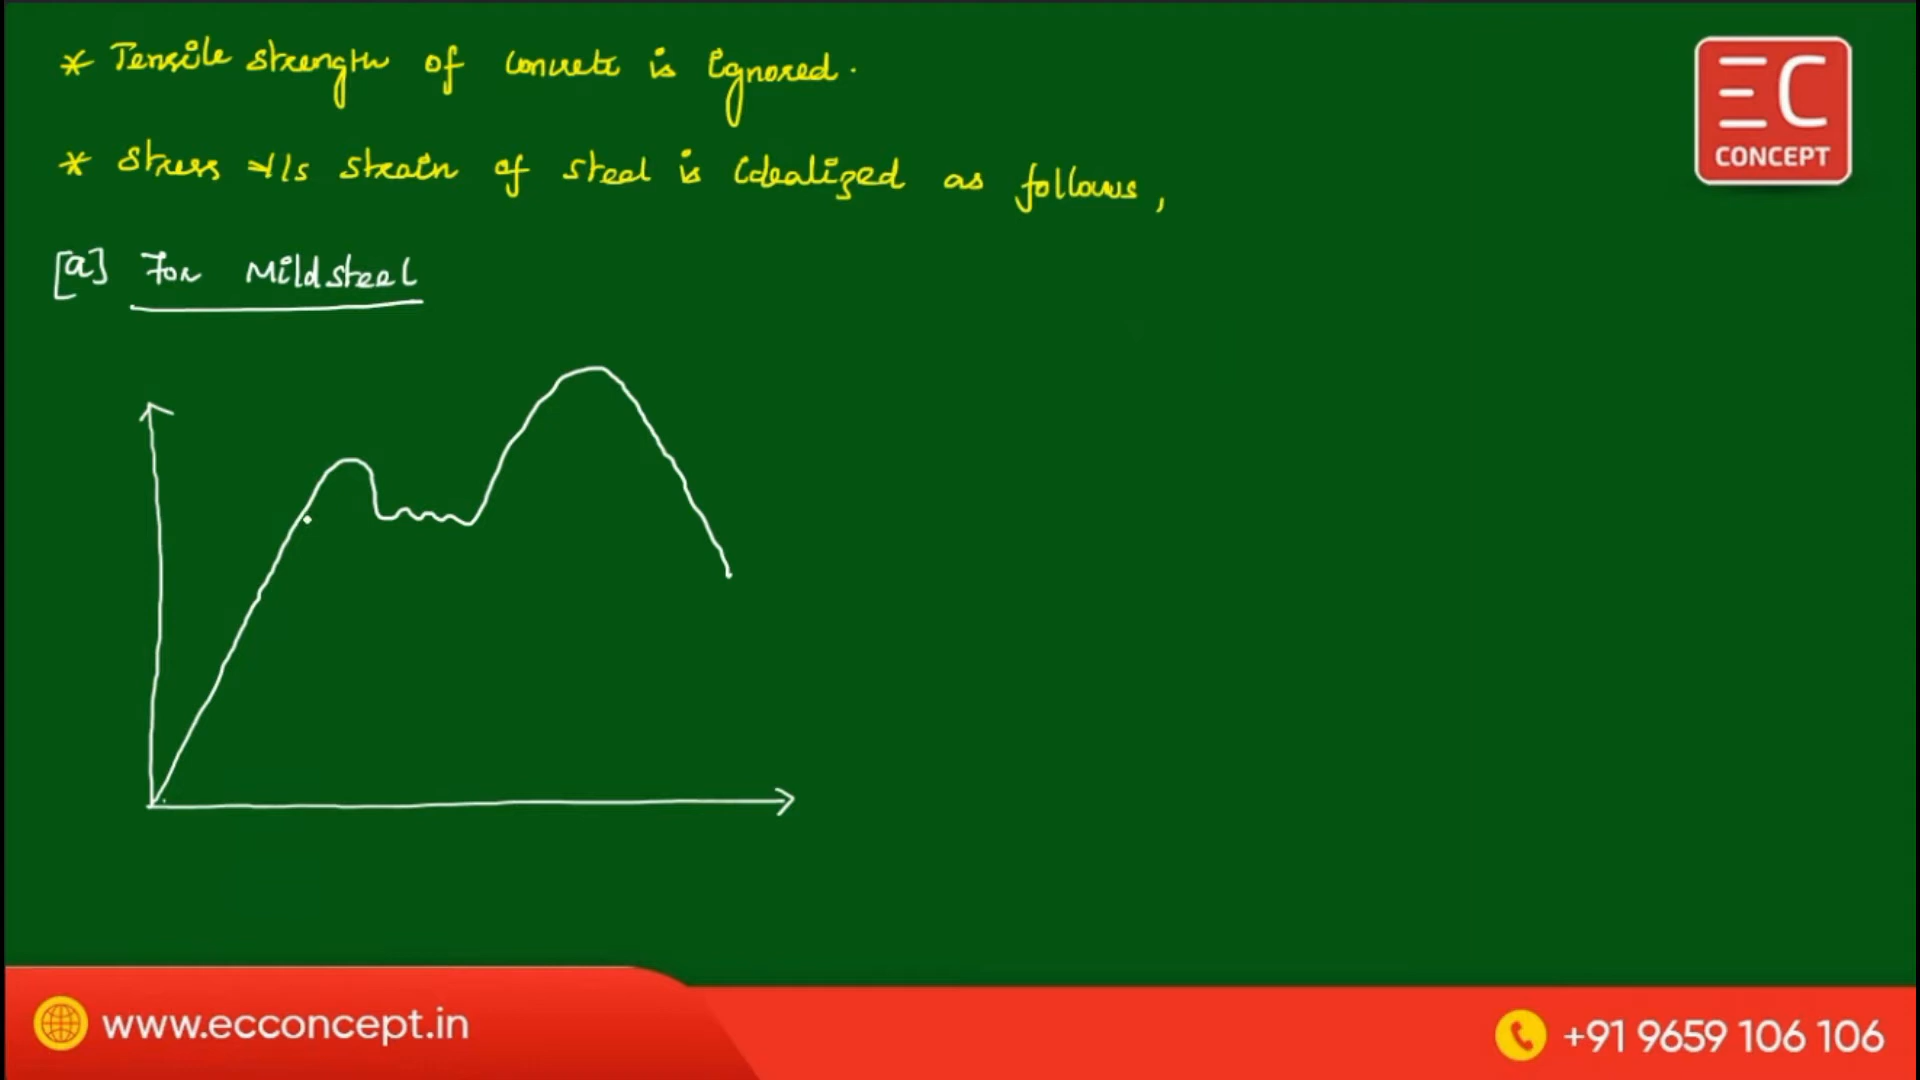 * Tensile strength of concrete is Ignored.
* Stress v/s strain of steel is idealized as follows,
[a] For Mild steel
EC
CONCEPT
www.ecconcept.in
+91 9659 106 106